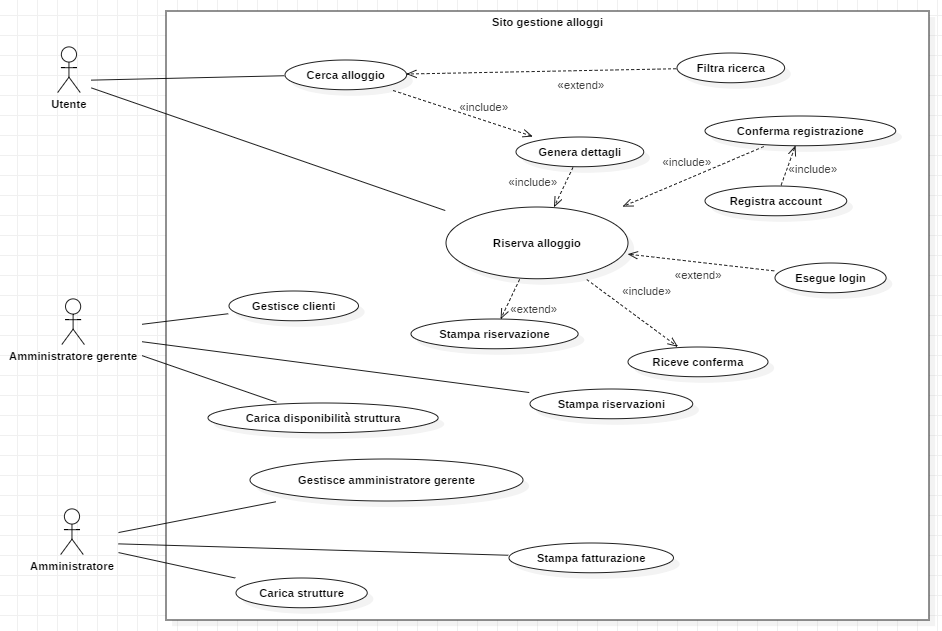 Sito gestione alloggi
Utente
Cerca alloggio
Filtra ricerca
«extend»
«include»
Conferma registrazione
Genera dettagli
«include»
«include»
«include»
Registra account
Riserva alloggio
«extend»
Esegue login
«include»
Gestisce clienti
«extend»
Stampa riservazione
Amministratore gerente
Riceve conferma
Stampa riservazioni
Carica disponibilità struttura
Gestisce amministratore gerente
Stampa fatturazione
Amministratore
Carica strutture